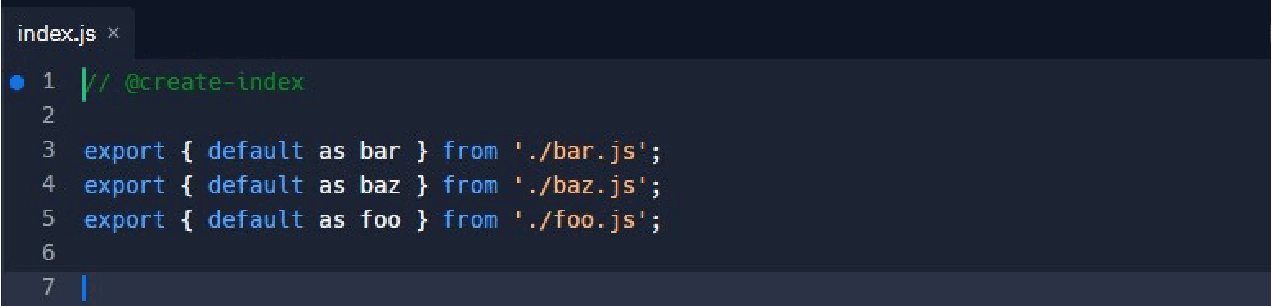 index.js ×
1 // @create-index
2
3 export { default as bar } from './bar.js';
4 export { default as baz } from './baz.js';
5 export { default as foo } from './foo.js';
6
7